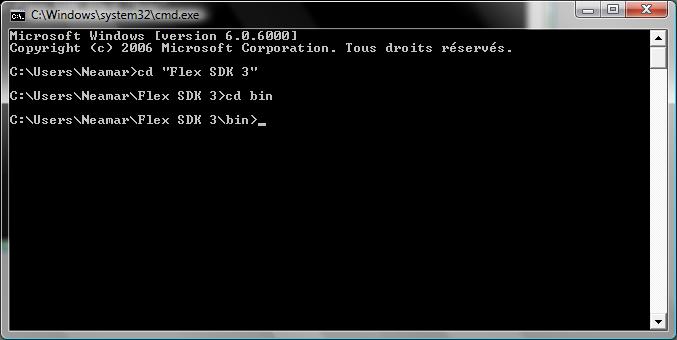 C:\Windows\system32\cmd.exe
Microsoft Windows [version 6.0.6000]
Copyright (c) 2006 Microsoft Corporation. Tous droits réservés.
C:\Users\Neamar>cd "Flex SDK 3"
C:\Users\Neamar\Flex SDK 3>cd bin
C:\Users\Neamar\Flex SDK 3\bin>_